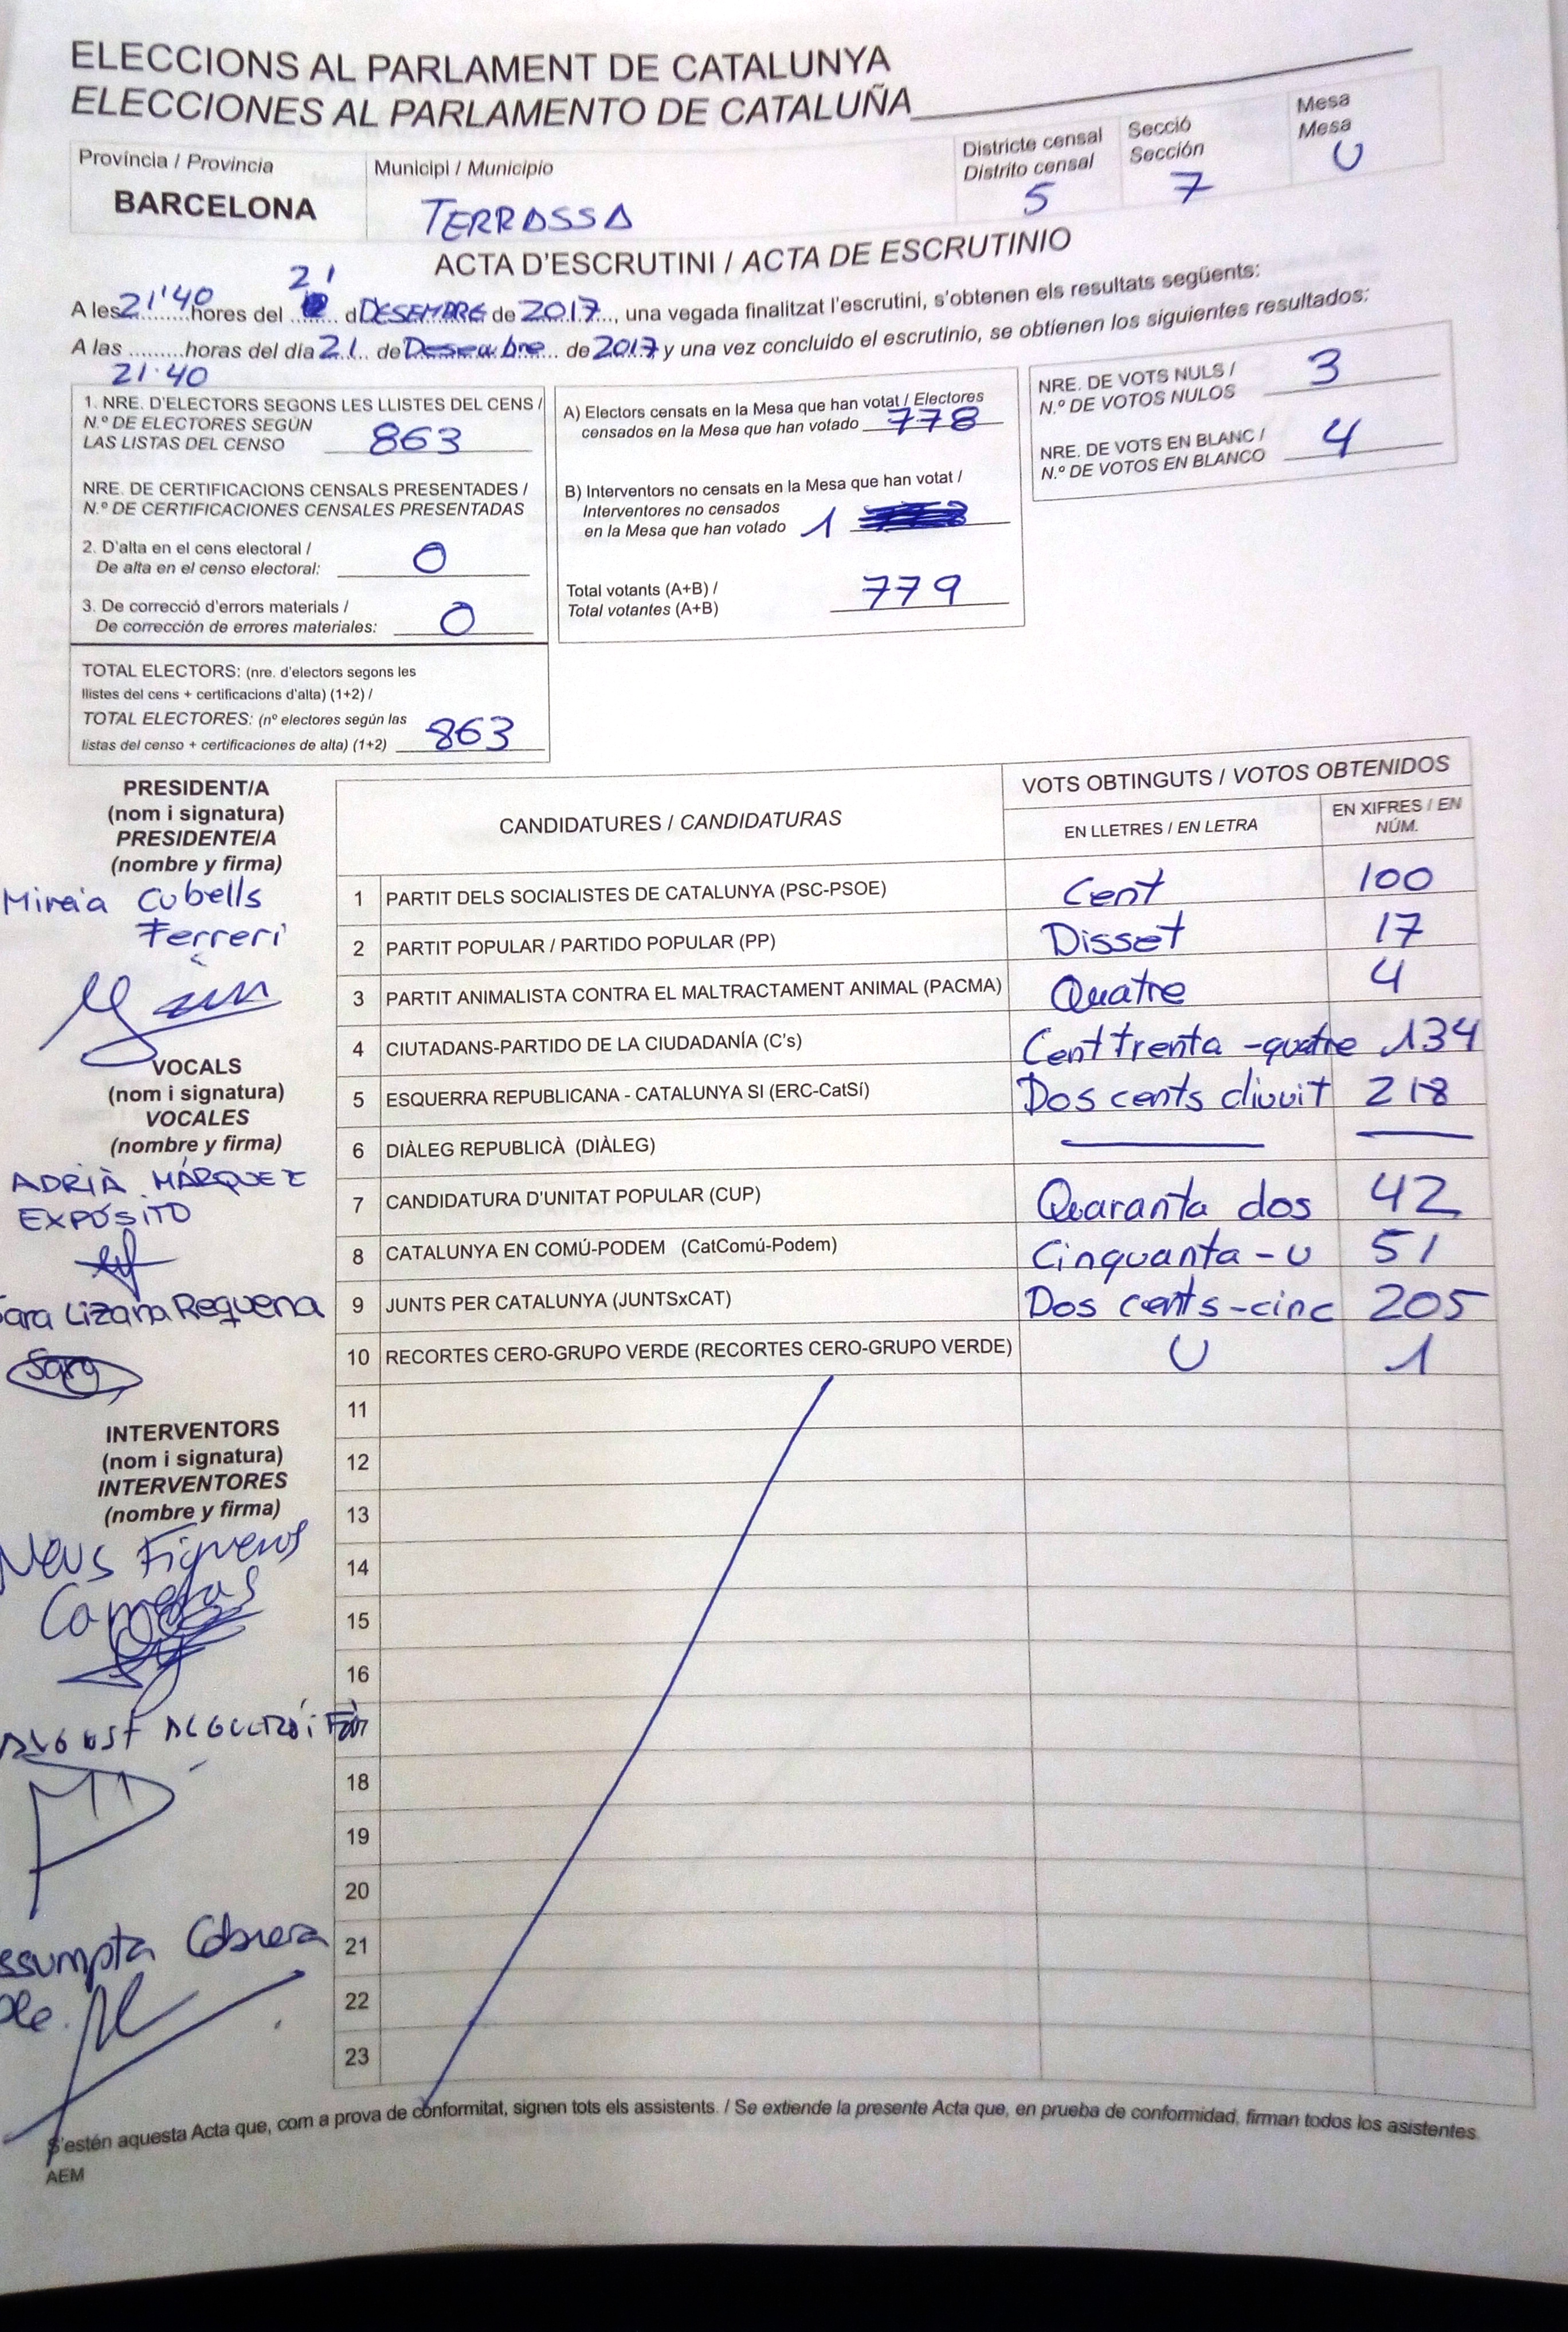 ELECCIONS AL PARLAMENT DE CATALUNYA
ELECCIONES AL PARLAMENTO DE CATALUÑA
Província / Provincia
BARCELONA
Municipi / Municipio
TERRASSA
Districte censal
Distrito censal
5
Secció
Sección
7
Mesa
Mesa
U
ACTA D'ESCRUTINI / ACTA DE ESCRUTINIO
21
A les 21'40 hores del ........ d DESEMBRE de 2017, una vegada finalitzat l'escrutini, s'obtenen els resultats següents:
A las .........horas del día 21 de Desembre de 2017 y una vez concluido el escrutinio, se obtienen los siguientes resultados:
21:40
1. NRE. D'ELECTORS SEGONS LES LLISTES DEL CENS /
N.º DE ELECTORES SEGÚN
LAS LISTAS DEL CENSO 863
NRE. DE CERTIFICACIONS CENSALS PRESENTADES /
N.º DE CERTIFICACIONES CENSALES PRESENTADAS
2. D'alta en el cens electoral /
De alta en el censo electoral: 0
3. De correcció d'errors materials /
De corrección de errores materiales: 0
TOTAL ELECTORS: (nre. d'electors segons les
llistes del cens + certificacions d'alta) (1+2) /
TOTAL ELECTORES: (nº electores según las
listas del censo + certificaciones de alta) (1+2) 863
A) Electors censats en la Mesa que han votat / Electores
censados en la Mesa que han votado 778
B) Interventors no censats en la Mesa que han votat /
Interventores no censados
en la Mesa que han votado 1
Total votants (A+B) /
Total votantes (A+B) 779
NRE. DE VOTS NULS /
N.º DE VOTOS NULOS 3
NRE. DE VOTS EN BLANC /
N.º DE VOTOS EN BLANCO 4
PRESIDENT/A
(nom i signatura)
PRESIDENTE/A
(nombre y firma)
Mireia Cubells
Ferreri
VOCALS
(nom i signatura)
VOCALES
(nombre y firma)
ADRIÀ MÁRQUEZ
EXPÓSITO
Sara Lizana Requena
Sara
INTERVENTORS
(nom i signatura)
INTERVENTORES
(nombre y firma)
Neus Figueras
ssumpta Cabrera
CANDIDATURES / CANDIDATURAS
VOTS OBTINGUTS / VOTOS OBTENIDOS
EN LLETRES / EN LETRA
EN XIFRES / EN NÚM.
1 PARTIT DELS SOCIALISTES DE CATALUNYA (PSC-PSOE) Cent 100
2 PARTIT POPULAR / PARTIDO POPULAR (PP) Disset 17
3 PARTIT ANIMALISTA CONTRA EL MALTRACTAMENT ANIMAL (PACMA) Quatre 4
4 CIUTADANS-PARTIDO DE LA CIUDADANÍA (C's) Cent trenta-quatre 134
5 ESQUERRA REPUBLICANA - CATALUNYA SI (ERC-CatSí) Dos cents divuit 218
6 DIÀLEG REPUBLICÀ (DIÀLEG)
7 CANDIDATURA D'UNITAT POPULAR (CUP) Quaranta dos 42
8 CATALUNYA EN COMÚ-PODEM (CatComú-Podem) Cinquanta-u 51
9 JUNTS PER CATALUNYA (JUNTSxCAT) Dos cents-cinc 205
10 RECORTES CERO-GRUPO VERDE (RECORTES CERO-GRUPO VERDE) U 1
11
12
13
14
15
16
18
19
20
21
22
23
S'estén aquesta Acta que, com a prova de conformitat, signen tots els assistents. / Se extiende la presente Acta que, en prueba de conformidad, firman todos los asistentes.
AEM